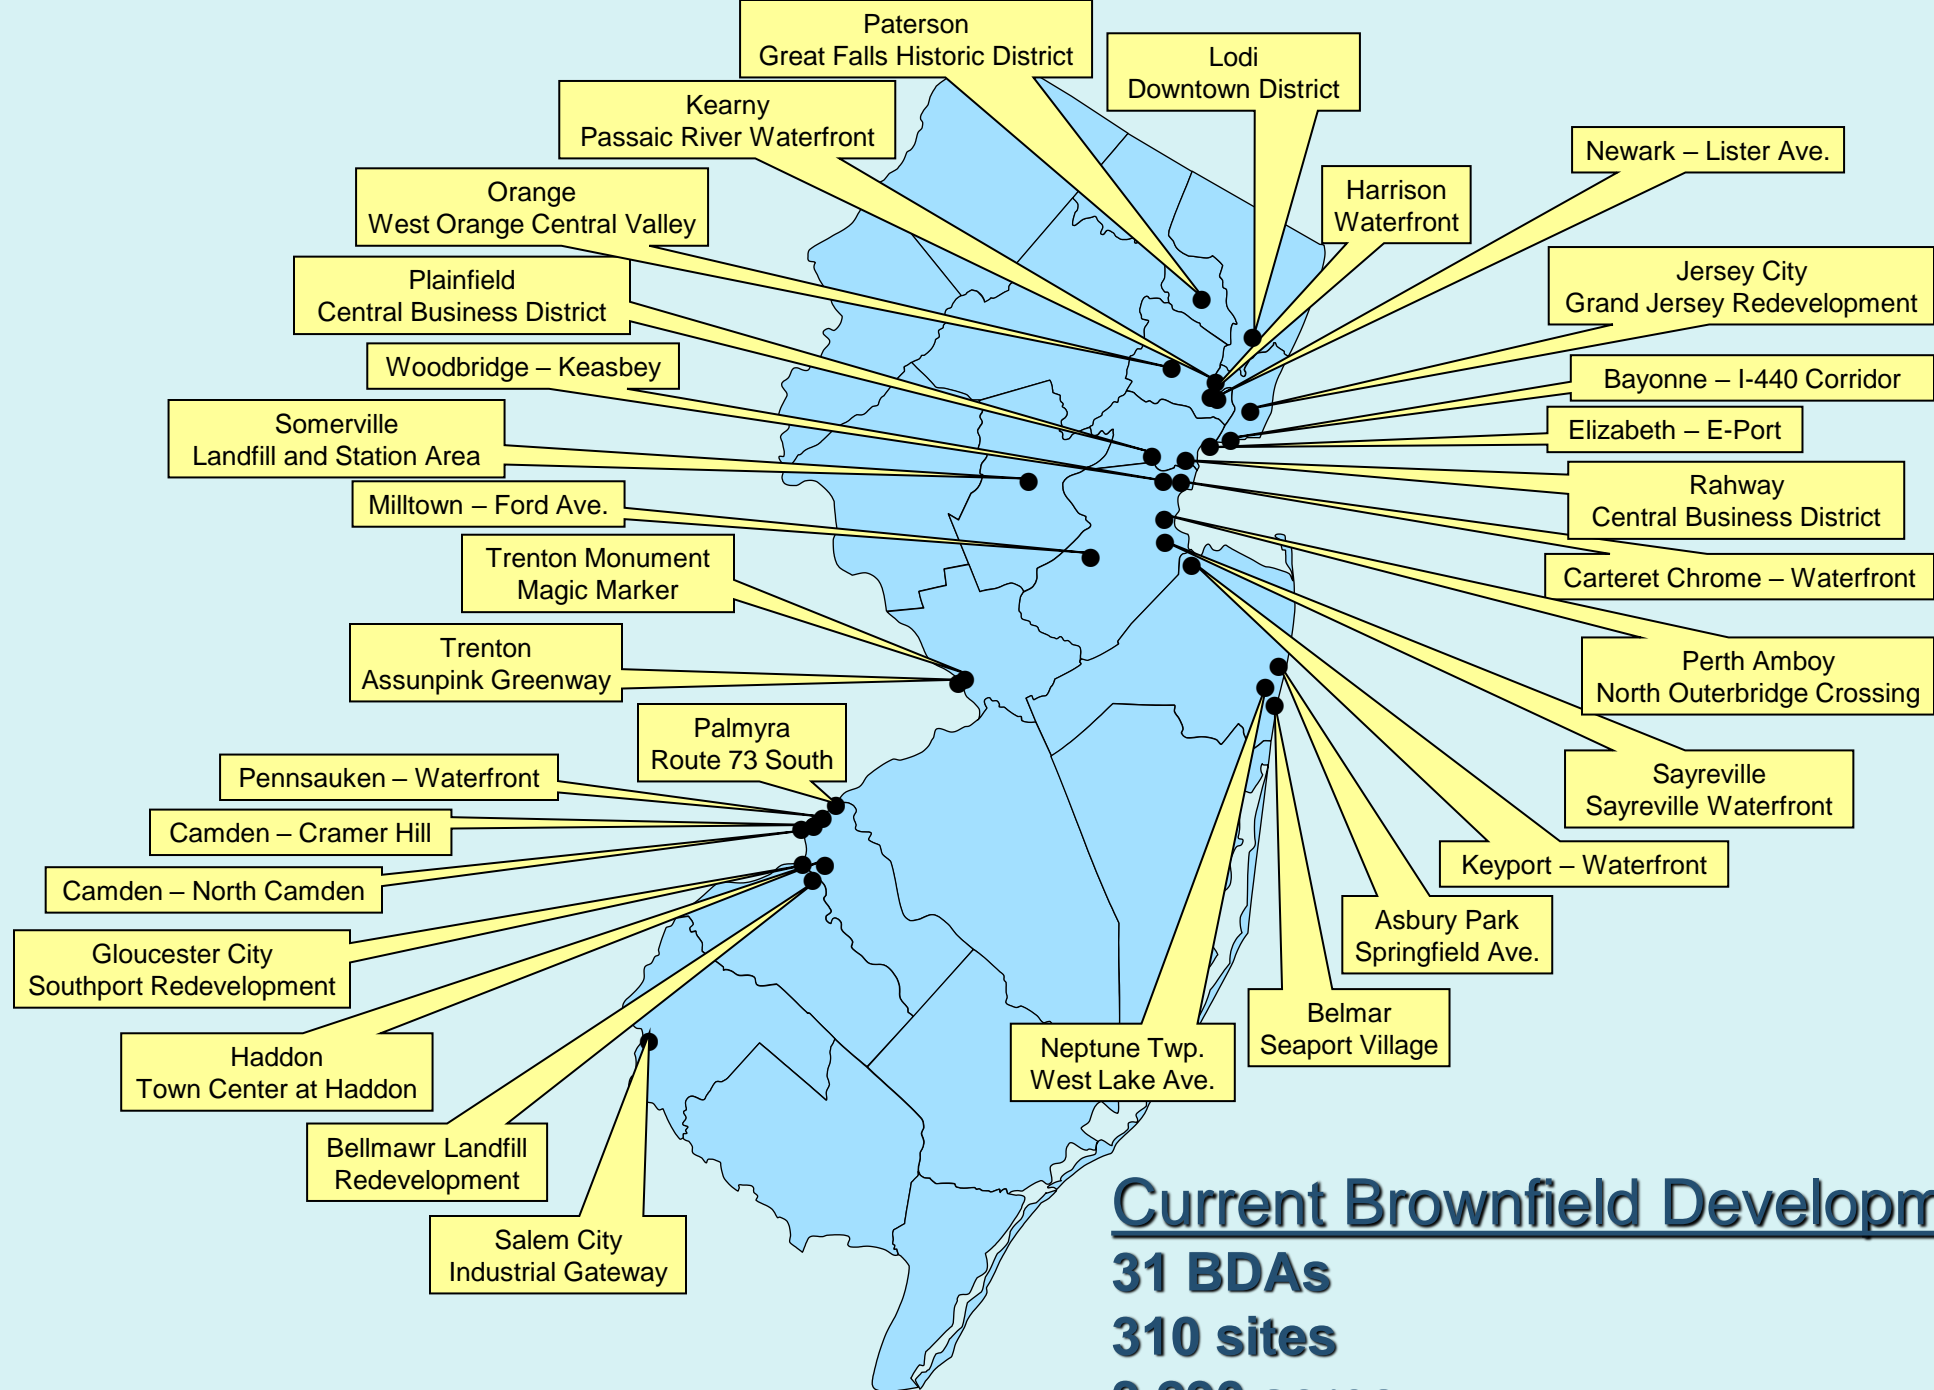 Paterson
Great Falls Historic District
Lodi
Downtown District
Kearny
Passaic River Waterfront
Newark – Lister Ave.
Orange
West Orange Central Valley
Harrison
Waterfront
Plainfield
Central Business District
Jersey City
Grand Jersey Redevelopment
Woodbridge – Keasbey
Bayonne – I-440 Corridor
Somerville
Landfill and Station Area
Elizabeth – E-Port
Milltown – Ford Ave.
Rahway
Central Business District
Trenton Monument
Magic Marker
Carteret Chrome – Waterfront
Trenton
Assunpink Greenway
Perth Amboy
North Outerbridge Crossing
Palmyra
Route 73 South
Pennsauken – Waterfront
Sayreville
Sayreville Waterfront
Camden – Cramer Hill
Keyport – Waterfront
Camden – North Camden
Asbury Park
Springfield Ave.
Gloucester City
Southport Redevelopment
Belmar
Seaport Village
Haddon
Town Center at Haddon
Neptune Twp.
West Lake Ave.
Bellmawr Landfill
Redevelopment
Salem City
Industrial Gateway
Current Brownfield
31 BDAs
310 sites